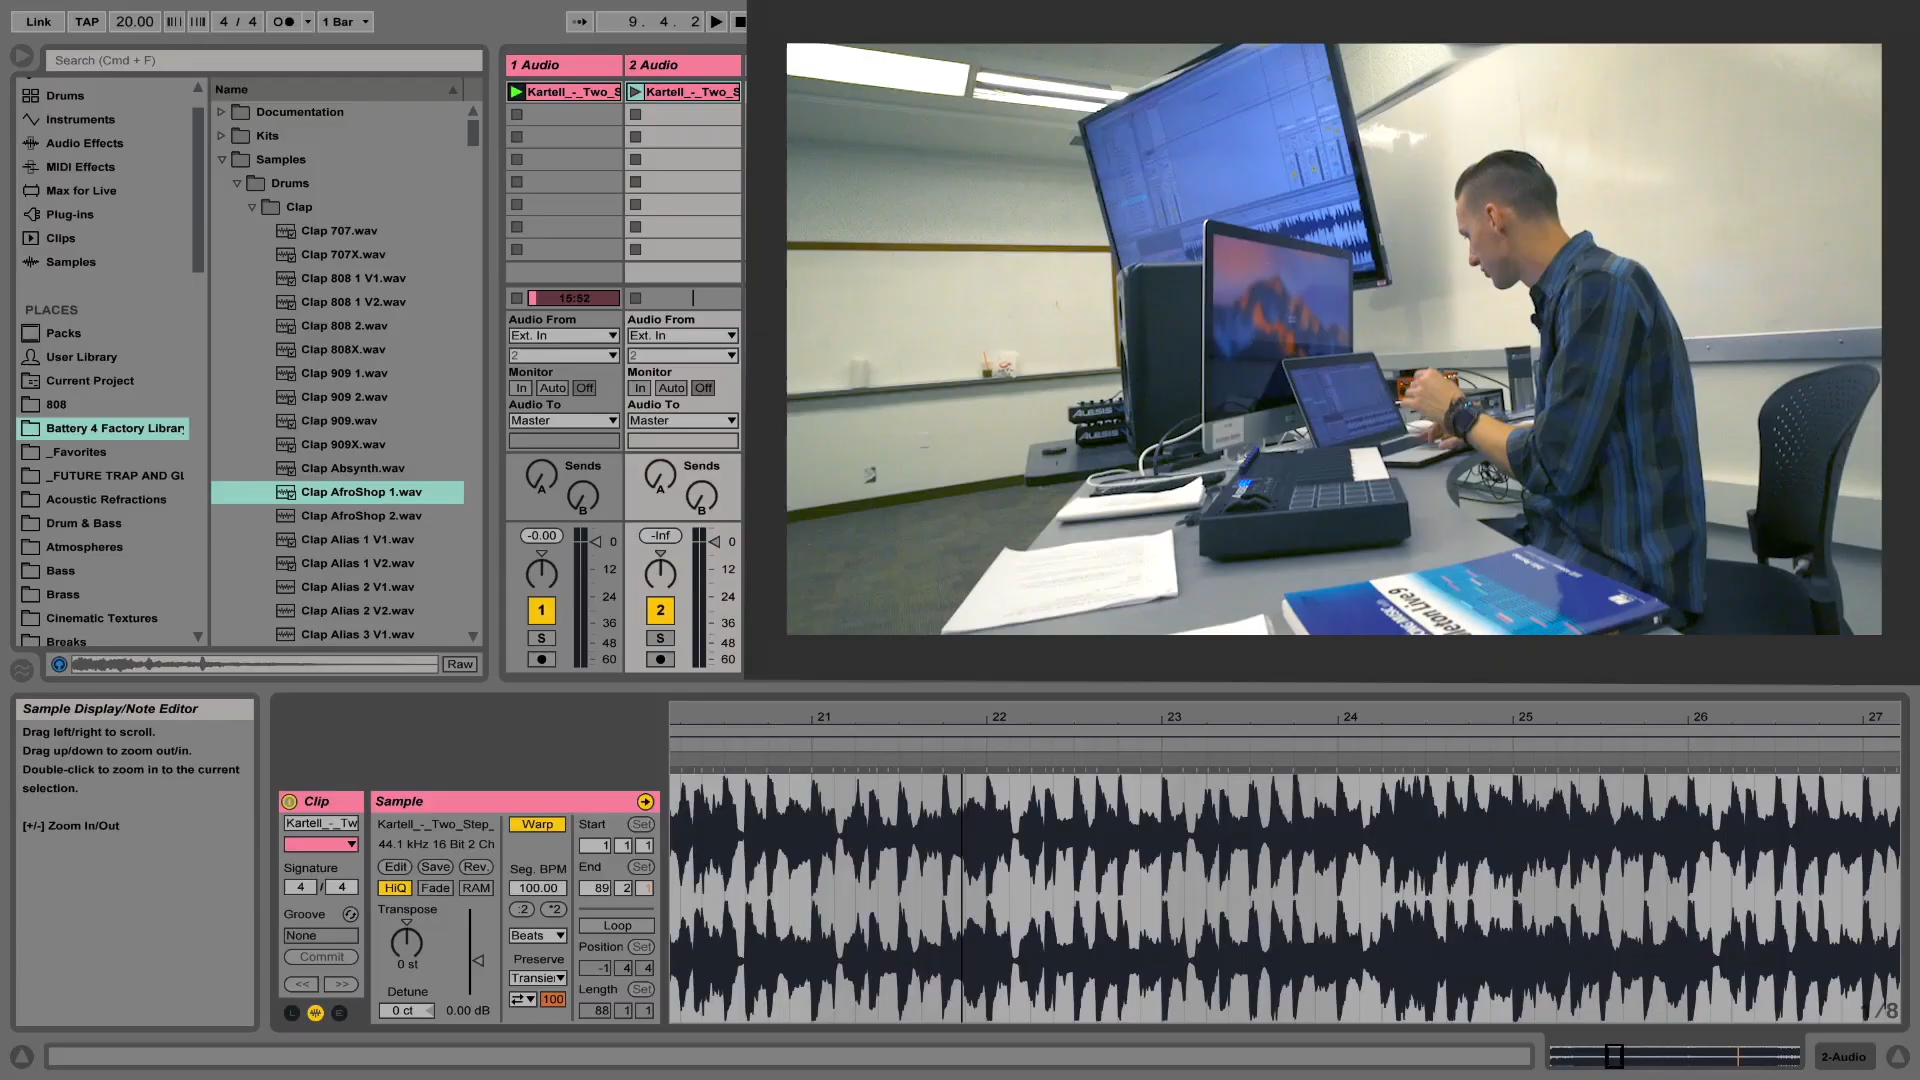 Link TAP 20.00 4 / 4 1 Bar 9. 4. 2
Search (Cmd + F)
Drums
Instruments
Audio Effects
MIDI Effects
Max for Live
Plug-ins
Clips
Samples
PLACES
Packs
User Library
Current Project
808
Battery 4 Factory Library
_Favorites
_FUTURE TRAP AND GL
Acoustic Refractions
Drum & Bass
Atmospheres
Bass
Brass
Cinematic Textures
Breaks
Name
Documentation
Kits
Samples
Drums
Clap
Clap 707.wav
Clap 707X.wav
Clap 808 1 V1.wav
Clap 808 1 V2.wav
Clap 808 2.wav
Clap 808X.wav
Clap 909 1.wav
Clap 909 2.wav
Clap 909.wav
Clap 909X.wav
Clap Absynth.wav
Clap AfroShop 1.wav
Clap AfroShop 2.wav
Clap Alias 1 V1.wav
Clap Alias 1 V2.wav
Clap Alias 2 V1.wav
Clap Alias 2 V2.wav
Clap Alias 3 V1.wav
Raw
1 Audio 2 Audio
Kartell_-_Two_S Kartell_-_Two_S
15:52
Audio From Audio From
Ext. In Ext. In
2 2
Monitor Monitor
In Auto Off In Auto Off
Audio To Audio To
Master Master
Sends Sends
A A
B B
-0.00 0 -Inf 0
12 12
24 24
1 2
36 36
S 48 S 48
60 60
ALESIS
ALESIS
bleton Live 9
Sample Display/Note Editor
Drag left/right to scroll.
Drag up/down to zoom out/in.
Double-click to zoom in to the current
selection.
[+/-] Zoom In/Out
Clip
Kartell_-_Tw
Signature
4 / 4
Groove
None
Commit
<< >>
L E
Sample
Kartell_-_Two_Step_
44.1 kHz 16 Bit 2 Ch
Edit Save Rev.
HiQ Fade RAM
Transpose
0 st
Detune
0 ct 0.00 dB
Warp
Seg. BPM
100.00
:2 *2
Beats
Preserve
Transie
100
Start Set
1 1 1
End Set
89 2 1
Loop
Position Set
-1 4 4
Length Set
88 1 1
21 22 23 24 25 26 27
1/8
2-Audio